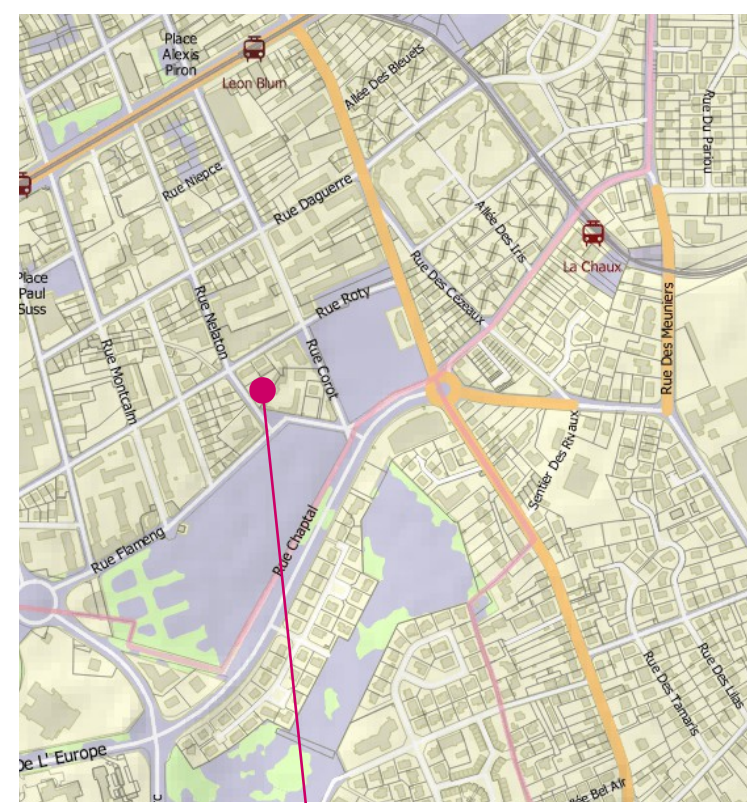 Place
Alexis
Piron
Leon Blum
Allée Des Bleuets
Rue Du Pariou
Rue Niepce
Rue Daguerre
Allée Des Iris
La Chaux
Place
Paul
Suss
Rue Des Cézeaux
Rue Roty
Rue Nelaton
Rue Des Meuniers
Rue Montcalm
Rue Corot
Sentier Des Rivaux
Rue Chaptal
Rue Flameng
Rue Des Lilas
Rue Des Tamaris
De L' Europe
Allée Bel Air